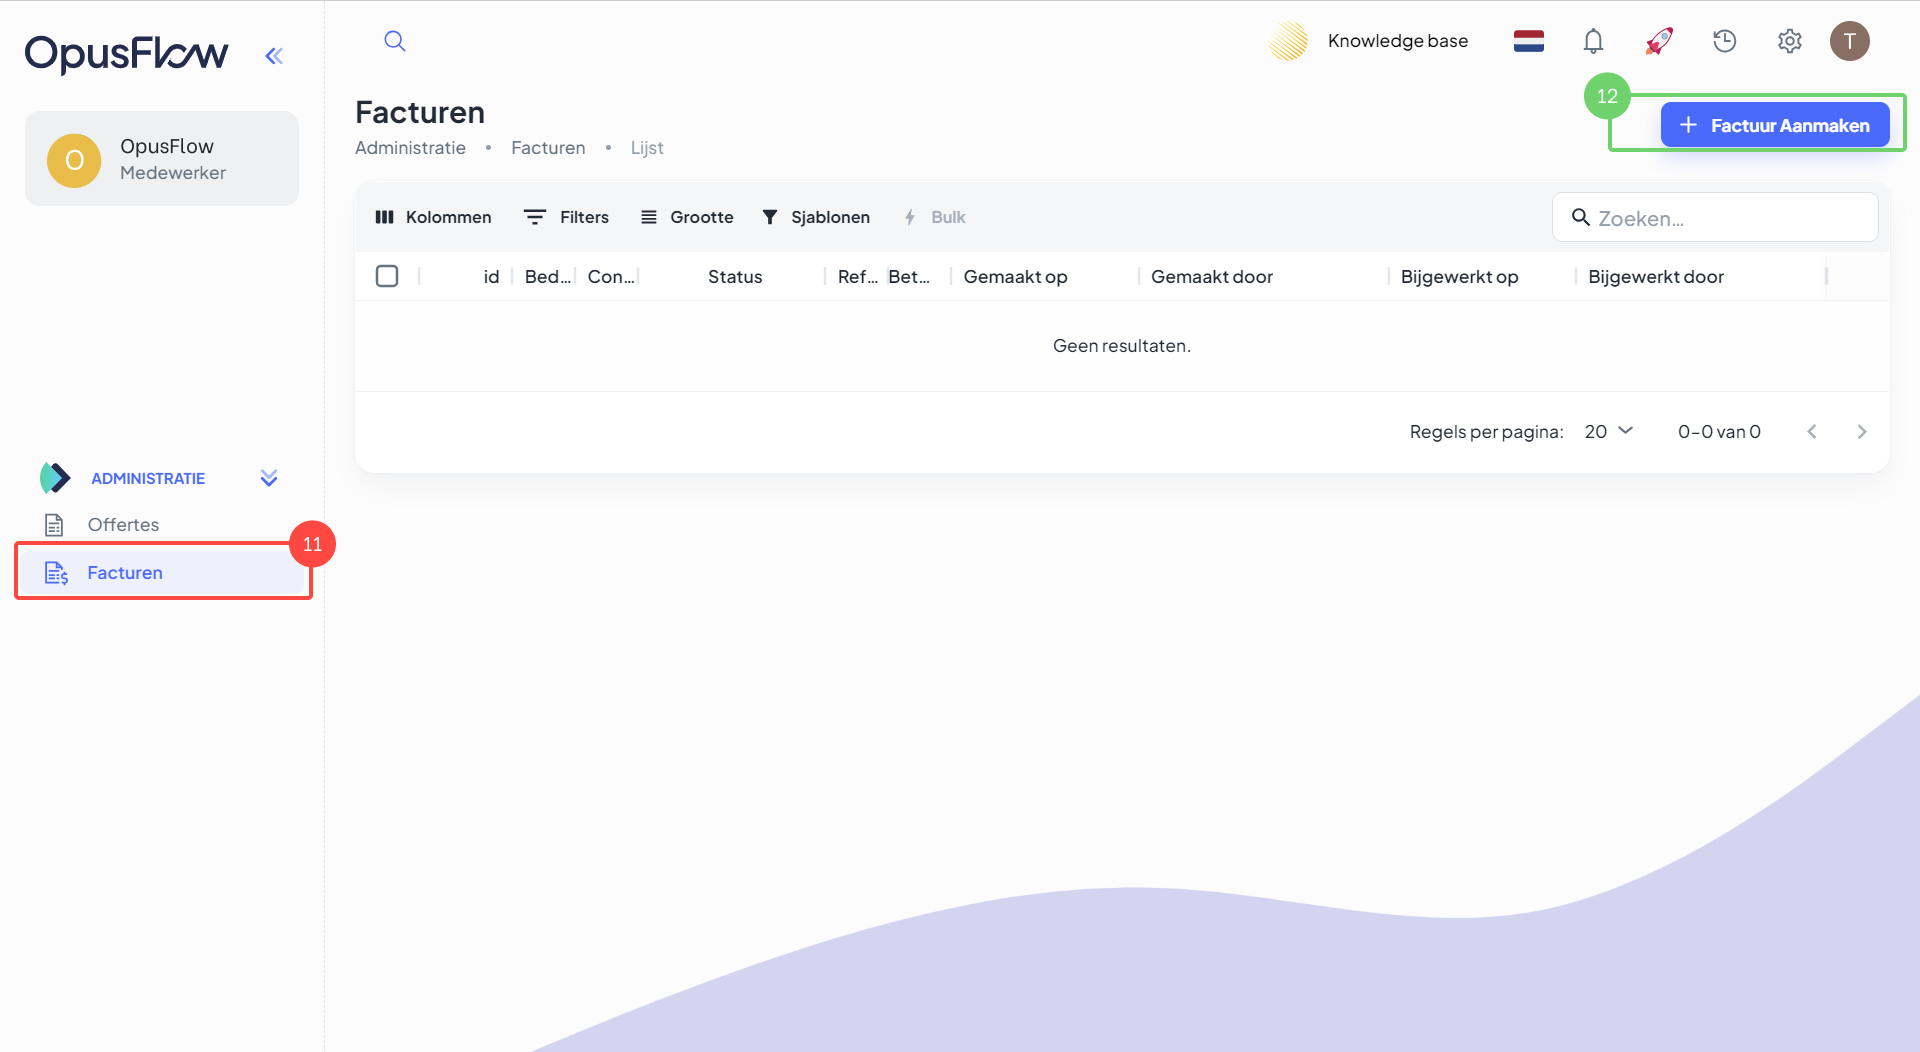 OpusFlow
Knowledge base
T
12
Factuur Aanmaken
O
OpusFlow
Medewerker
Facturen
Administratie • Facturen • Lijst
Kolommen
Filters
Grootte
Sjablonen
Bulk
Zoeken...
id
Bed...
Con...
Status
Ref...
Bet...
Gemaakt op
Gemaakt door
Bijgewerkt op
Bijgewerkt door
Geen resultaten.
Regels per pagina: 20
0–0 van 0
ADMINISTRATIE
Offertes
11
Facturen